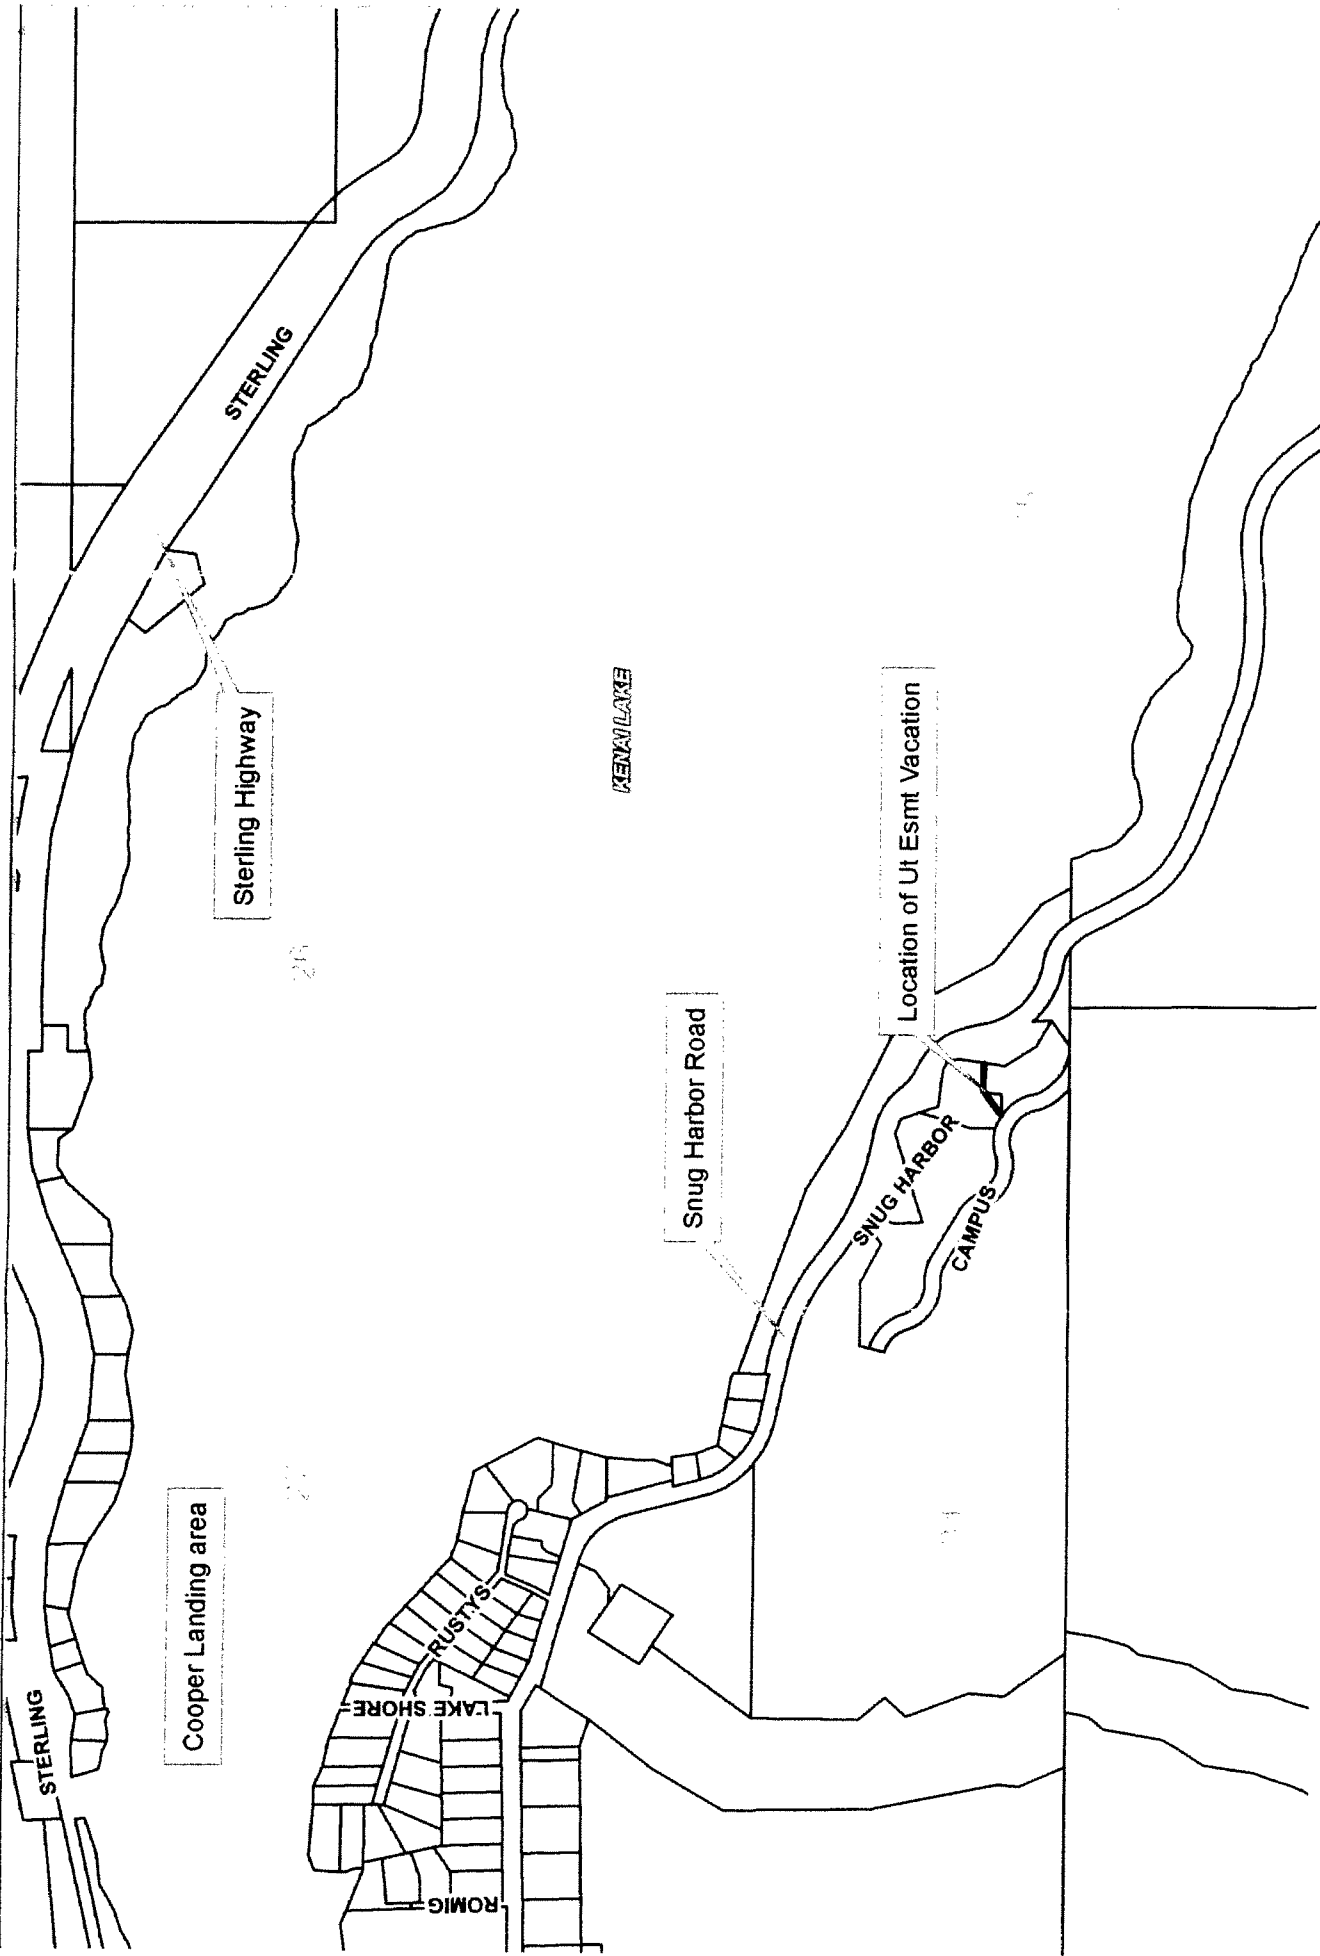 STERLING
Sterling Highway
KENAI LAKE
Location of Ut Esmt Vacation
Snug Harbor Road
SNUG HARBOR
CAMPUS
Cooper Landing area
STERLING
RUSTYS
LAKE SHORE
ROMIG